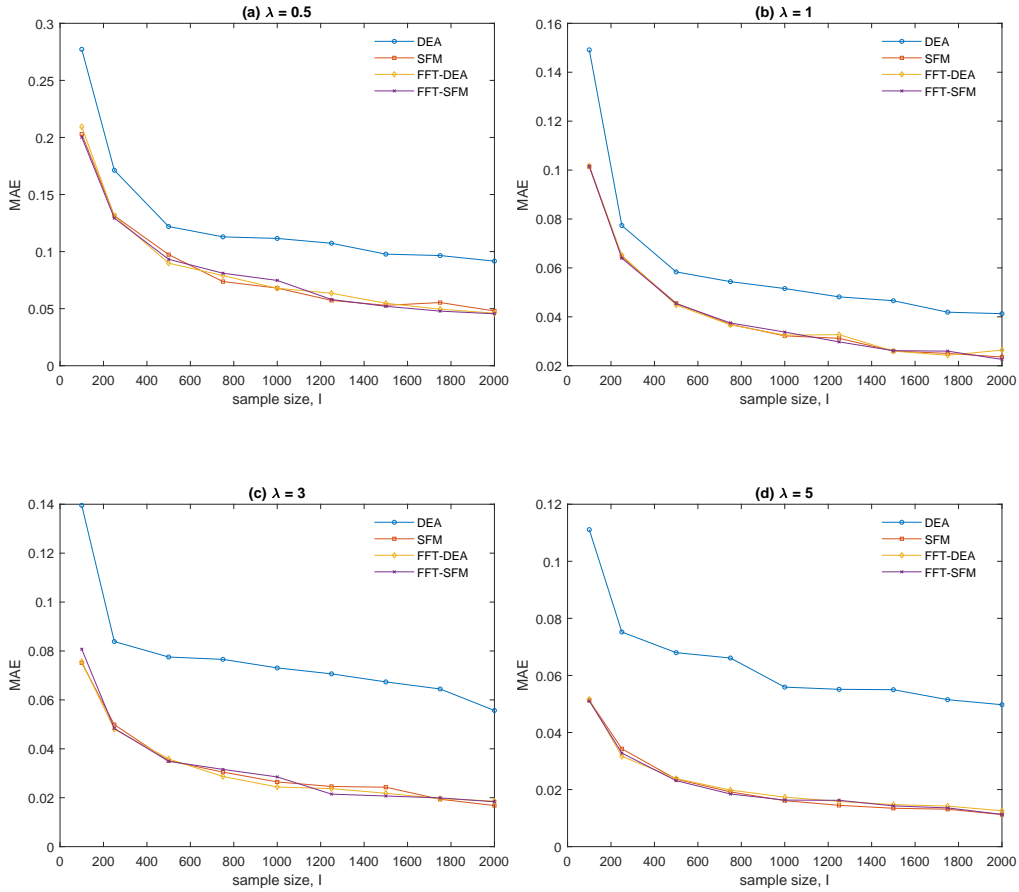 (a) λ = 0.5
0.3
0.25
0.2
0.15
0.1
0.05
0
MAE
DEA
SFM
FFT-DEA
FFT-SFM
0 200 400 600 800 1000 1200 1400 1600 1800 2000
sample size, I
(b) λ = 1
0.16
0.14
0.12
0.1
0.08
0.06
0.04
0.02
MAE
DEA
SFM
FFT-DEA
FFT-SFM
0 200 400 600 800 1000 1200 1400 1600 1800 2000
sample size, I
(c) λ = 3
0.14
0.12
0.1
0.08
0.06
0.04
0.02
0
MAE
DEA
SFM
FFT-DEA
FFT-SFM
0 200 400 600 800 1000 1200 1400 1600 1800 2000
sample size, I
(d) λ = 5
0.12
0.1
0.08
0.06
0.04
0.02
0
MAE
DEA
SFM
FFT-DEA
FFT-SFM
0 200 400 600 800 1000 1200 1400 1600 1800 2000
sample size, I